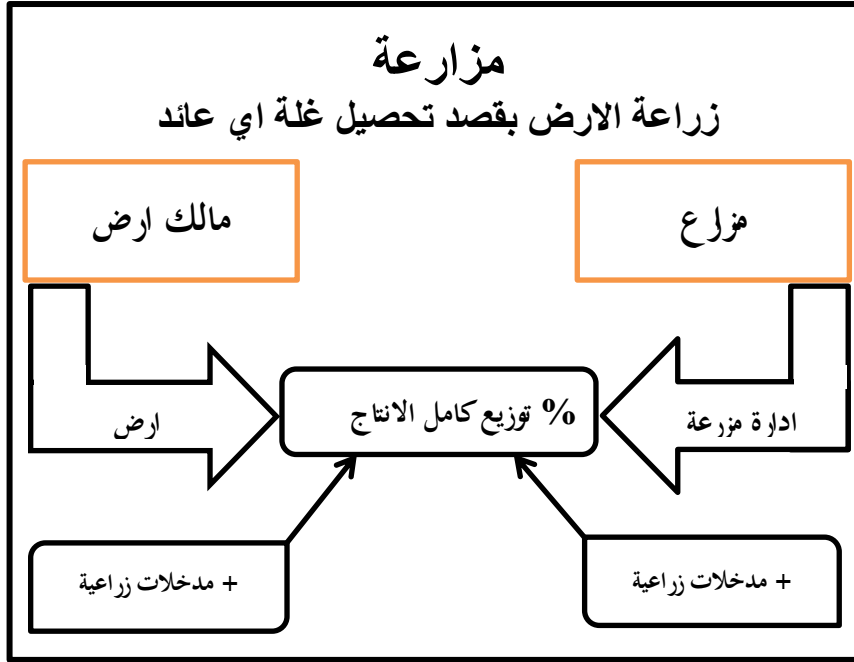 مزارعة
زراعة الارض بقصد تحصيل غلة اي عائد
مزارع
مالك ارض
ادارة مزرعة
% توزيع كامل الانتاج
ارض
+ مدخلات زراعية
+ مدخلات زراعية